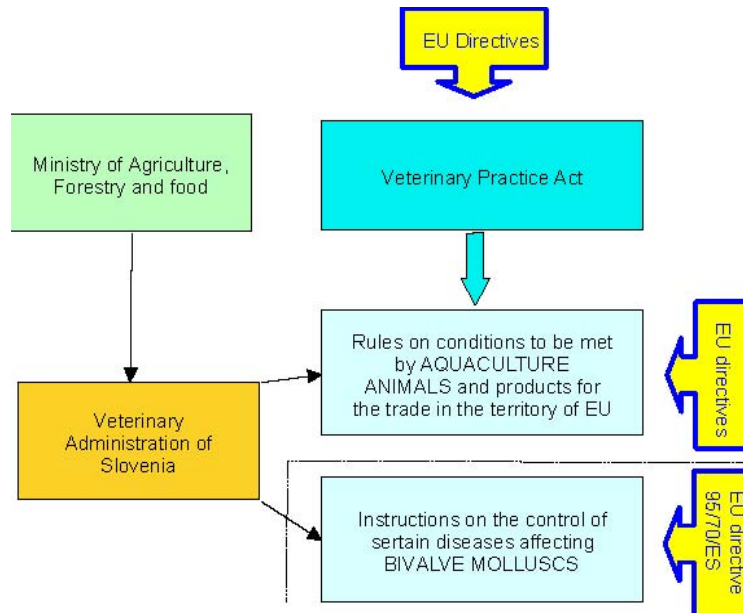 EU Directives
Ministry of Agriculture,
Forestry and food
Veterinary Practice Act
Rules on conditions to be met
by AQUACULTURE
ANIMALS and products for
the trade in the territory of EU
EU directives
Veterinary
Administration of
Slovenia
Instructions on the control of
sertain diseases affecting
BIVALVE MOLLUSCS
EU directive
95/70/ES